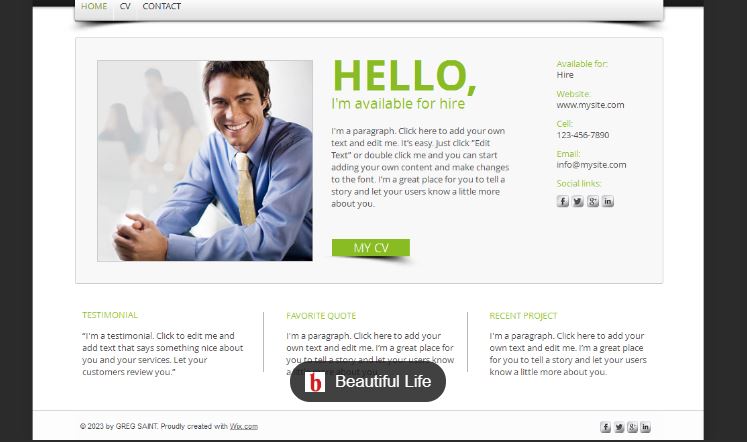 HOME CV CONTACT
HELLO,
I'm available for hire
I'm a paragraph. Click here to add your own
text and edit me. It's easy. Just click "Edit
Text" or double click me and you can start
adding your own content and make changes
to the font. I'm a great place for you to tell a
story and let your users know a little more
about you.
MY CV
Available for:
Hire
Website:
www.mysite.com
Cell:
123-456-7890
Email:
info@mysite.com
Social links:
TESTIMONIAL
"I'm a testimonial. Click to edit me and
add text that says something nice about
you and your services. Let your
customers review you."
FAVORITE QUOTE
I'm a paragraph. Click here to add your
own text and edit me. I'm a great place
for you to tell a story and let your users know
a
RECENT PROJECT
I'm a paragraph. Click here to add your
own text and edit me. I'm a great place
for you to tell a story and let your users
know a little more about you.
b Beautiful Life
© 2023 by GREG SAINT. Proudly created with Wix.com